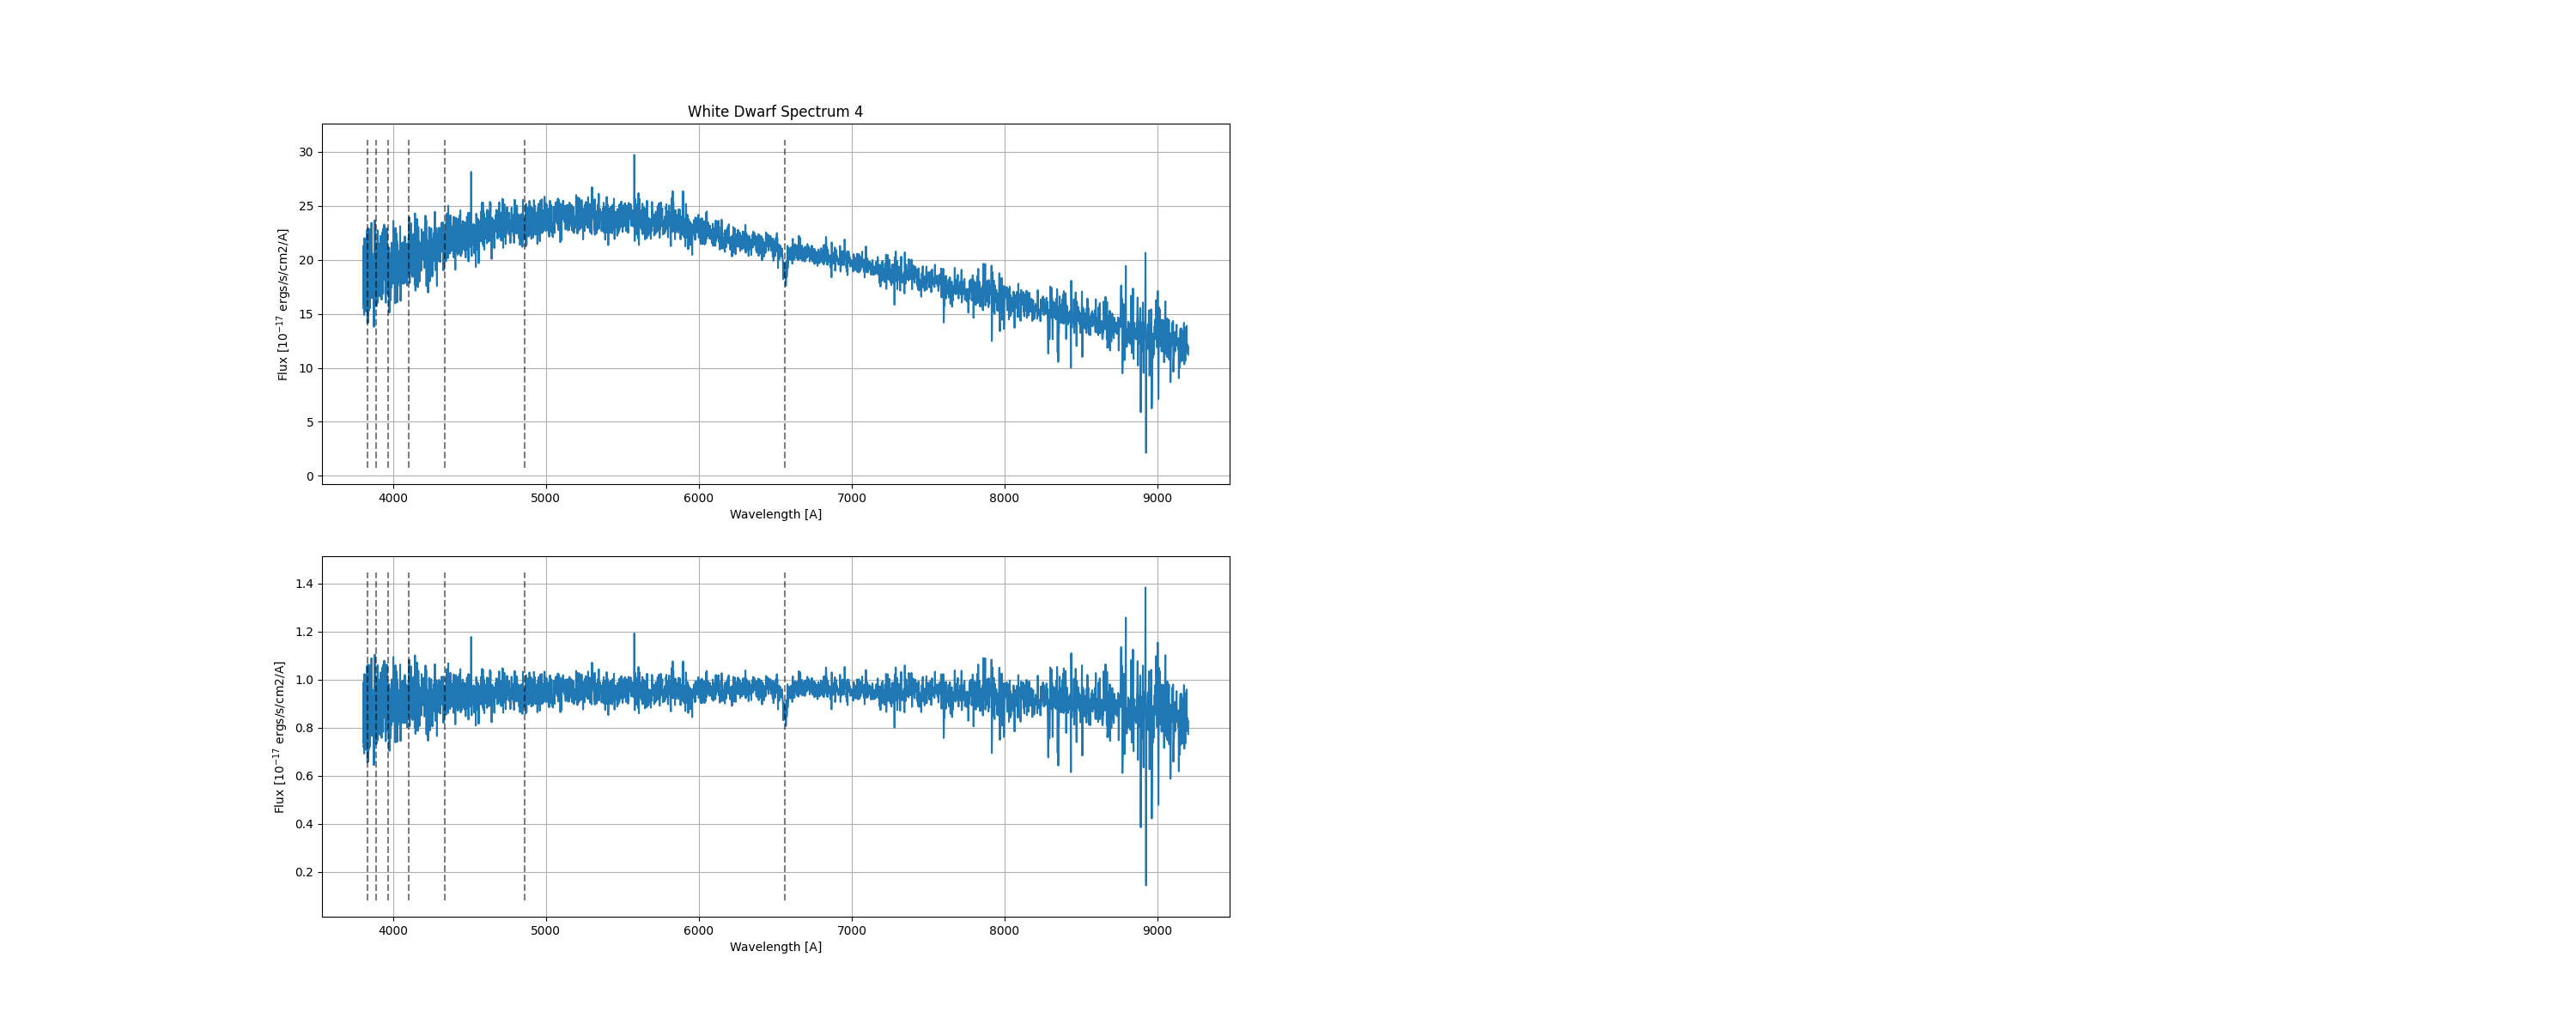 White Dwarf Spectrum 4
30
25
20
15
10
5
0
Flux [10⁻¹⁷ ergs/s/cm2/A]
4000 5000 6000 7000 8000 9000
Wavelength [A]
1.4
1.2
1.0
0.8
0.6
0.4
0.2
Flux [10⁻¹⁷ ergs/s/cm2/A]
4000 5000 6000 7000 8000 9000
Wavelength [A]